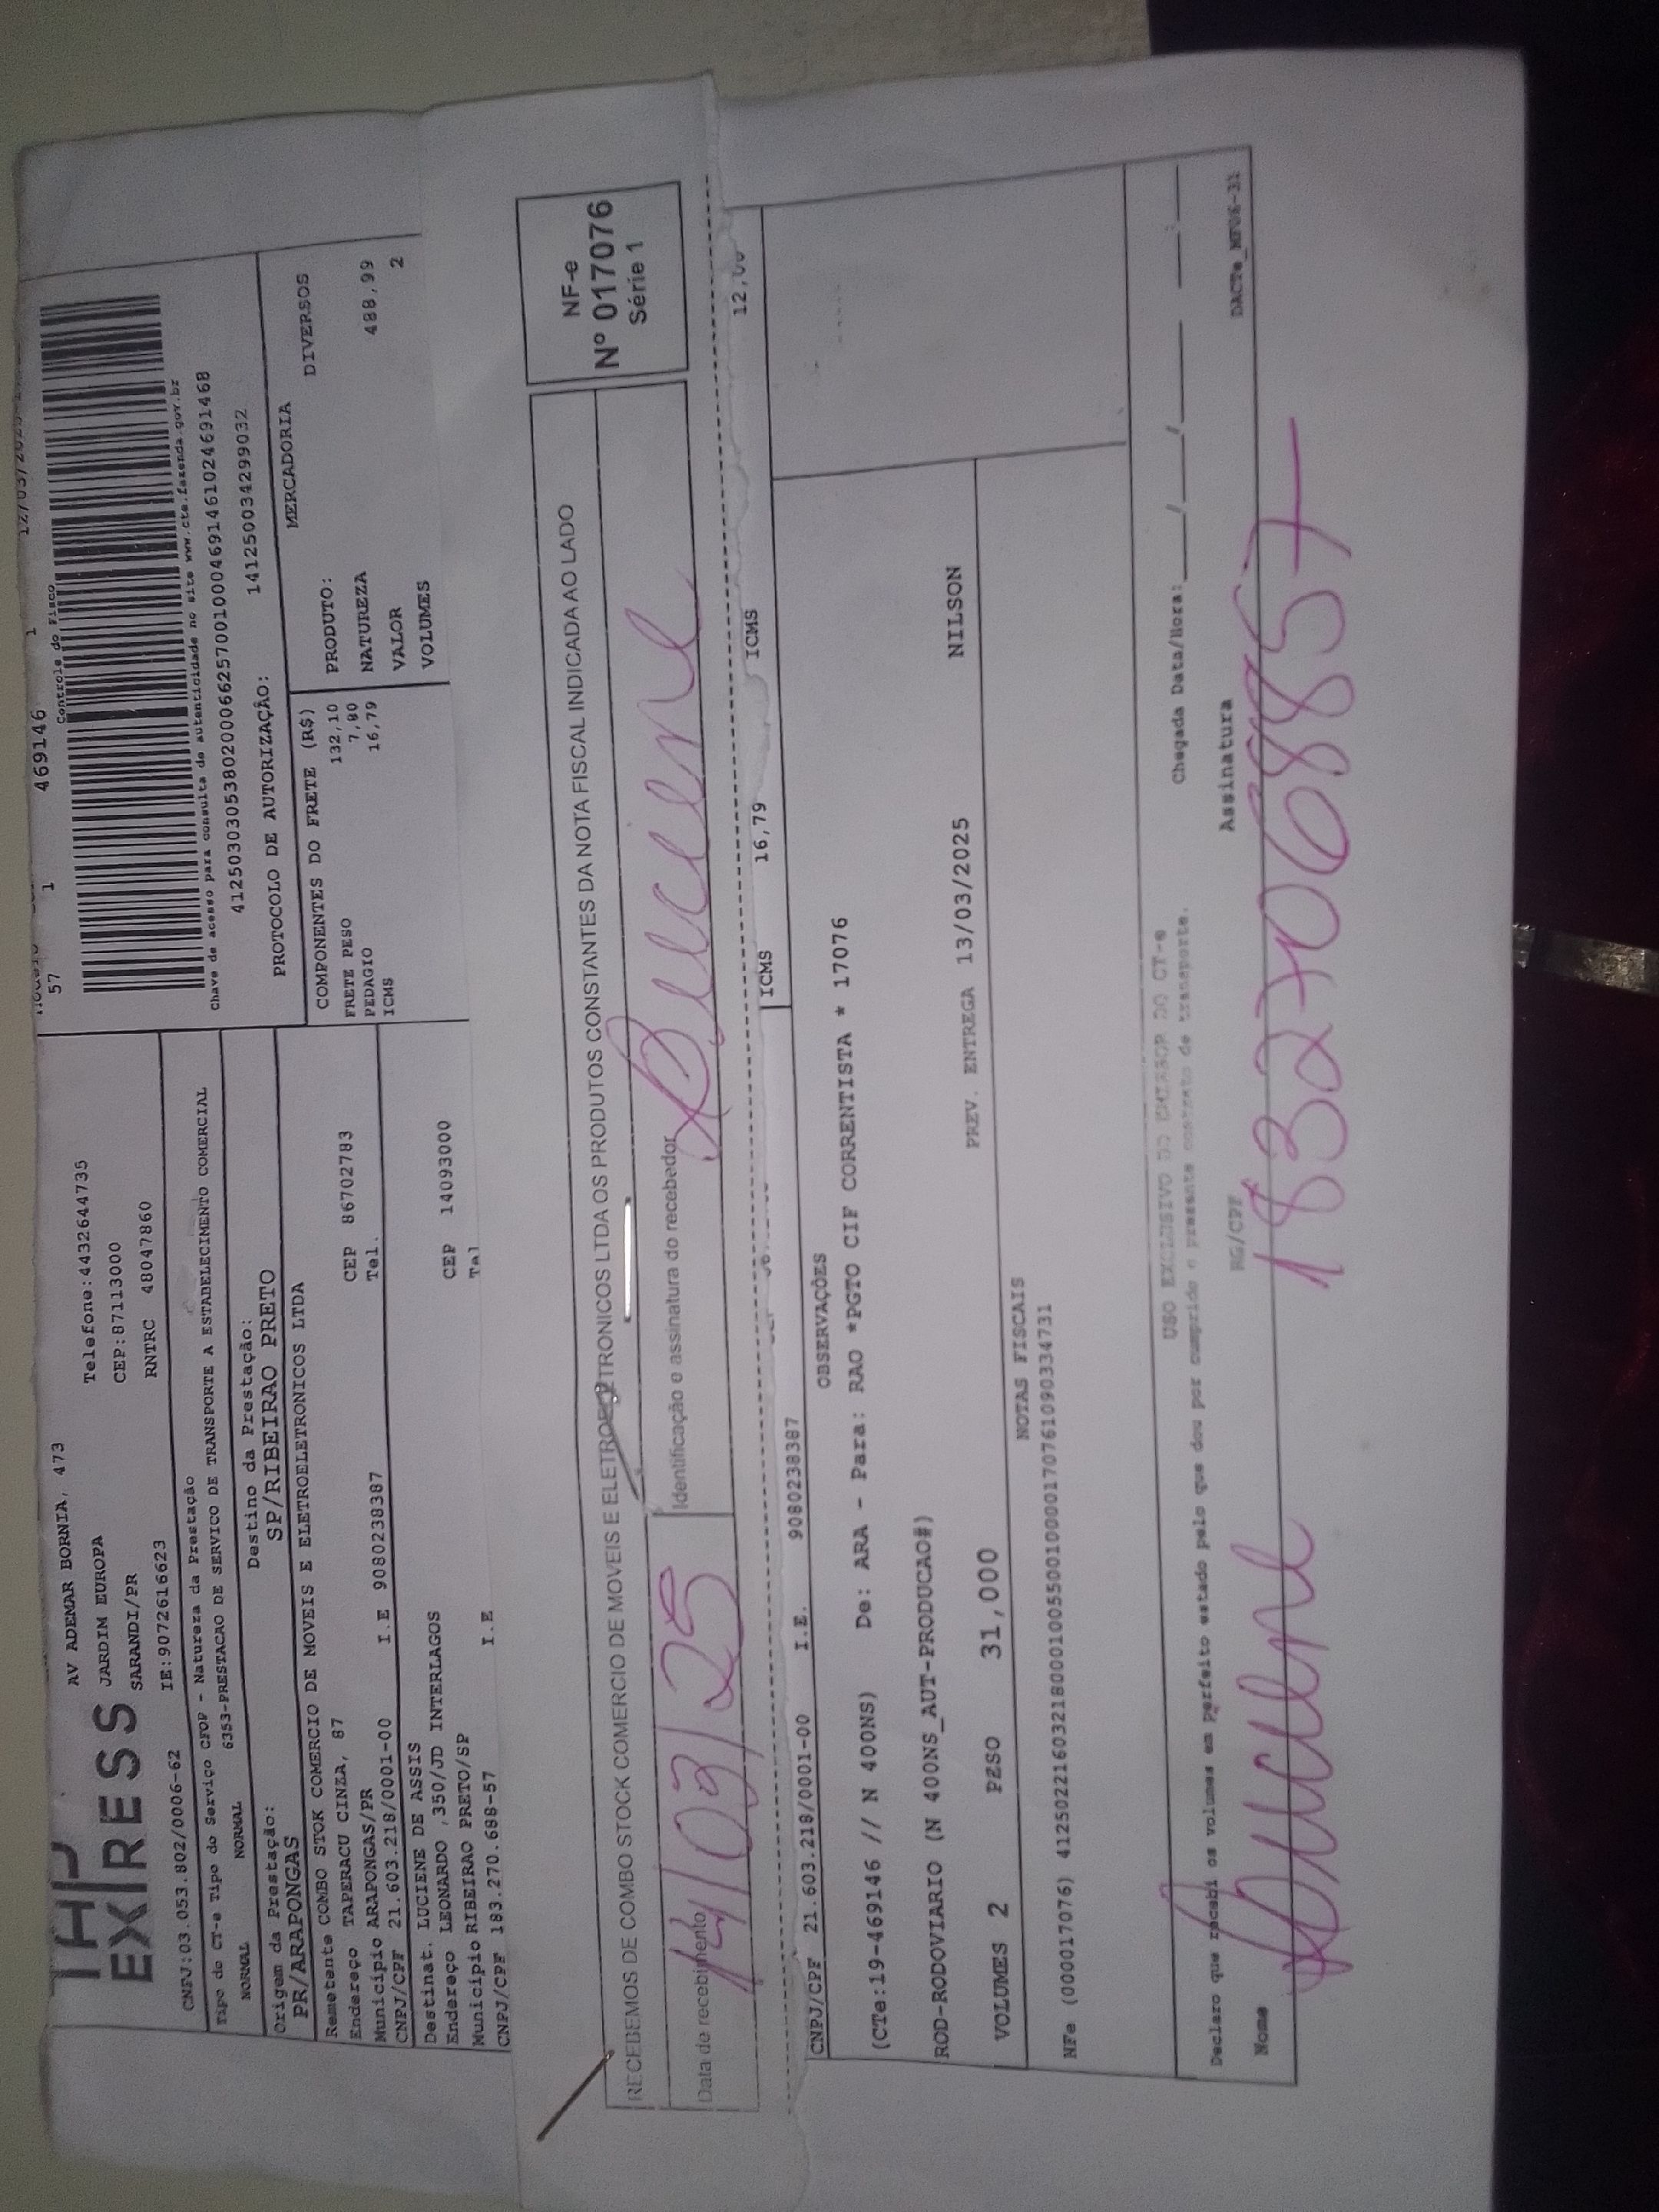 EXPRESS
AV ADEMAR BORNIA, 473
JARDIM EUROPA
SARANDI/PR
Telefone:4432644735
CEP:87113000
RNTRC 48047860
CNPJ:03.053.802/0006-62 IE:9072616623
57 1 469146 1
Controle do Fisco
Chave de acesso para consulta de autenticidade no site www.cte.fazenda.gov.br
41250303053802000662570010004691461024691468
PROTOCOLO DE AUTORIZAÇÃO: 141250034299032
Tipo do CT-e Tipo do Serviço CFOP - Natureza da Prestação
NORMAL NORMAL 6353-PRESTACAO DE SERVICO DE TRANSPORTE A ESTABELECIMENTO COMERCIAL
Origem da Prestação: Destino da Prestação:
PR/ARAPONGAS SP/RIBEIRAO PRETO
Remetente COMBO STOK COMERCIO DE MOVEIS E ELETROELETRONICOS LTDA
Endereço TAPERACU CINZA, 87 CEP 86702783
Município ARAPONGAS/PR Tel.
CNPJ/CPF 21.603.218/0001-00 I.E 9080238387
Destinat. LUCIENE DE ASSIS
Endereço LEONARDO ,350/JD INTERLAGOS CEP 14093000
Município RIBEIRAO PRETO/SP Tel
CNPJ/CPF 183.270.688-57 I.E
COMPONENTES DO FRETE (R$)
FRETE PESO 132,10
PEDAGIO 7,80
ICMS 16,79
MERCADORIA
PRODUTO: DIVERSOS
NATUREZA
VALOR 488,99
VOLUMES 2
RECEBEMOS DE COMBO STOCK COMERCIO DE MOVEIS E ELETROELETRONICOS LTDA OS PRODUTOS CONSTANTES DA NOTA FISCAL INDICADA AO LADO
NF-e
Nº 017076
Série 1
Data do recebimento Identificação e assinatura do recebedor
14/03/25 Luciene
ICMS 16,79 ICMS 12,00
CNPJ/CPF 21.603.218/0001-00 I.E. 9080238387
OBSERVAÇÕES
(CTe:19-469146 // N 400NS) De: ARA - Para: RAO *PGTO CIF CORRENTISTA * 17076
ROD-RODOVIARIO (N 400NS_AUT-PRODUCAO#)
PREV. ENTREGA 13/03/2025 NILSON
VOLUMES 2 PESO 31,000
NOTAS FISCAIS
NFe (000017076) 41250221603218000100550010000170761090334731
USO EXCLUSIVO DO EMISSOR DO CT-e
Declaro que recebi os volumes em perfeito estado pelo que dou por cumprido o presente contrato de transporte.
Chegada Data/Hora:___/___/___ ___:___
Nome RG/CPF Assinatura
Luciene 18327068857
DACTe_MF06-31